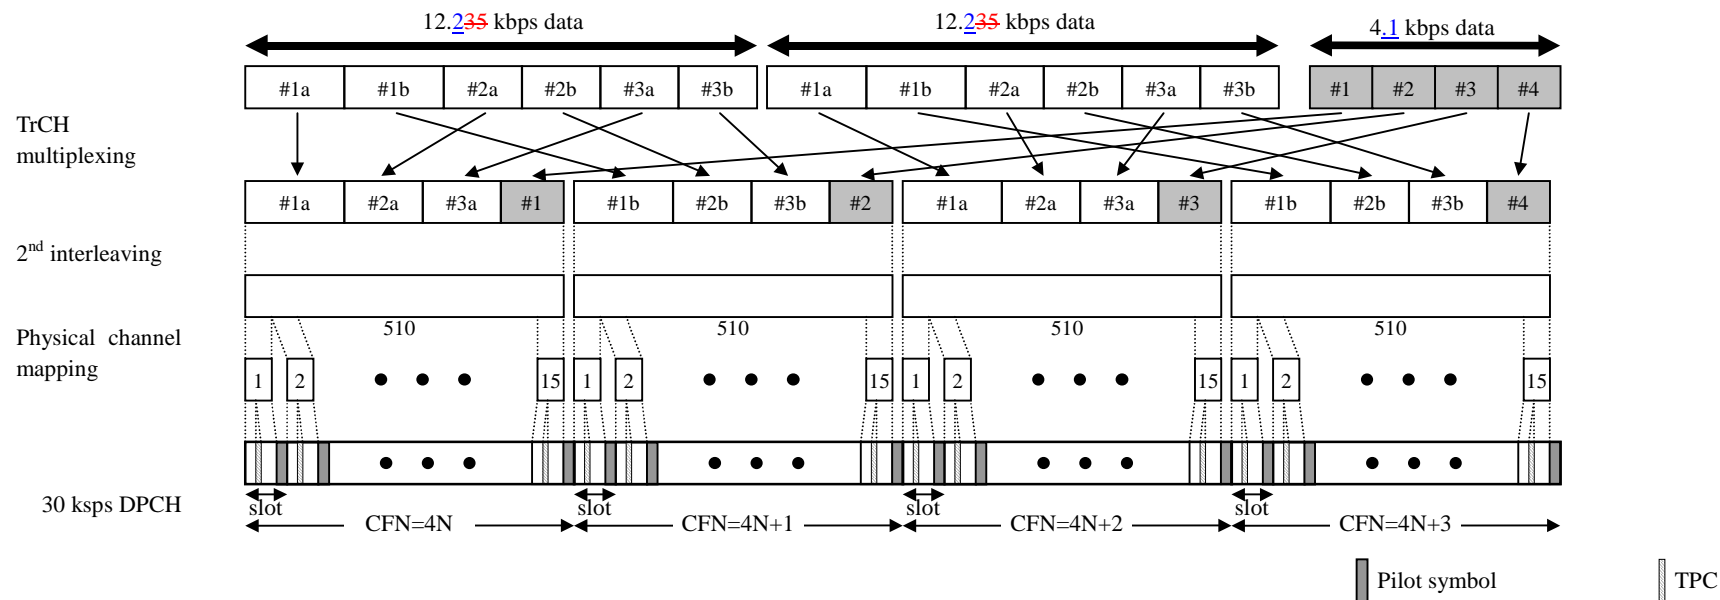 12.235 kbps data 12.235 kbps data 4.1 kbps data
#1a #1b #2a #2b #3a #3b #1a #1b #2a #2b #3a #3b #1 #2 #3 #4
TrCH
multiplexing
#1a #2a #3a #1 #1b #2b #3b #2 #1a #2a #3a #3 #1b #2b #3b #4
2nd interleaving
510 510 510 510
Physical channel
mapping
1 2 15 1 2 15 1 2 15 1 2 15
30 ksps DPCH
slot slot slot slot
CFN=4N CFN=4N+1 CFN=4N+2 CFN=4N+3
Pilot symbol TPC